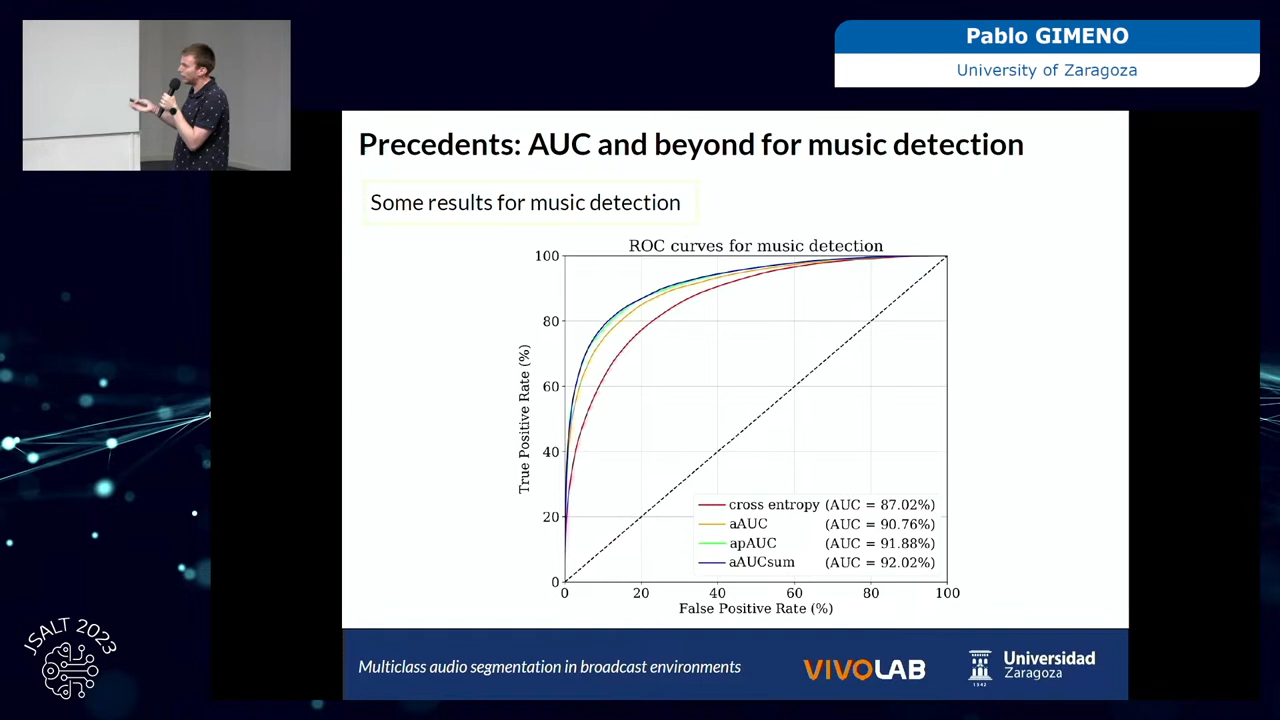 Pablo GIMENO
University of Zaragoza
Precedents: AUC and beyond for music detection
Some results for music detection
ROC curves for music detection
100
80
60
40
20
0
True Positive Rate (%)
cross entropy (AUC = 87.02%)
aAUC (AUC = 90.76%)
apAUC (AUC = 91.88%)
aAUCsum (AUC = 92.02%)
0 20 40 60 80 100
False Positive Rate (%)
JSALT 2023
Multiclass audio segmentation in broadcast environments
VIVOLAB
1542
Universidad
Zaragoza